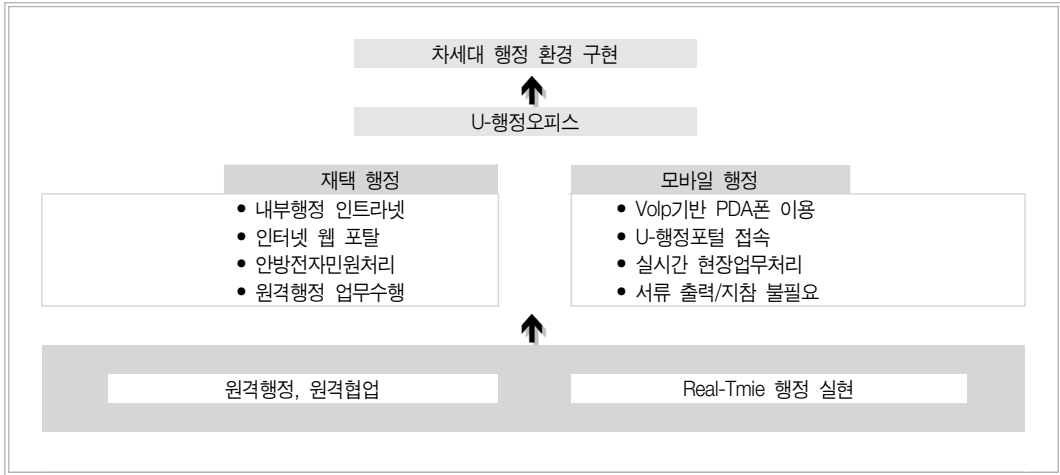 차세대 행정 환경 구현
U-행정오피스
재택 행정
• 내부행정 인트라넷
• 인터넷 웹 포탈
• 안방전자민원처리
• 원격행정 업무수행
모바일 행정
• VoIp기반 PDA폰 이용
• U-행정포털 접속
• 실시간 현장업무처리
• 서류 출력/지참 불필요
원격행정, 원격협업
Real-Tmie 행정 실현